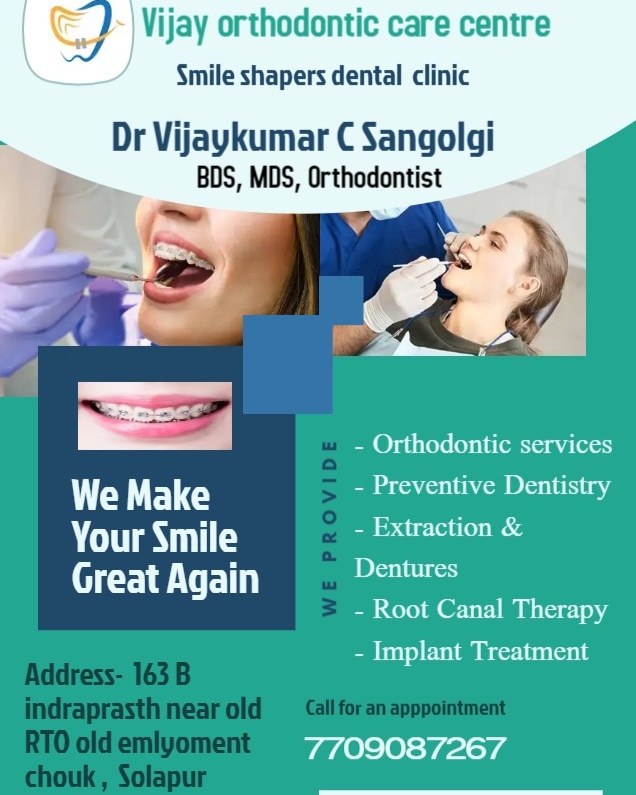 Vijay orthodontic care centre
Smile shapers dental clinic
Dr Vijaykumar C Sangolgi
BDS, MDS, Orthodontist
We Make
Your Smile
Great Again
WE PROVIDE
- Orthodontic services
- Preventive Dentistry
- Extraction &
Dentures
- Root Canal Therapy
- Implant Treatment
Address- 163 B
indraprasth near old
RTO old emlyoment
chouk , Solapur
Call for an apppointment
7709087267